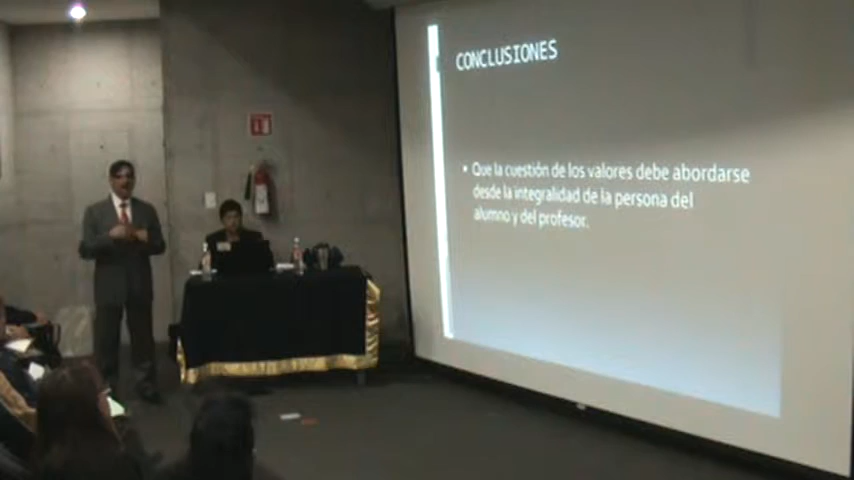 CONCLUSIONES
• Que la cuestión de los valores debe abordarse
desde la integralidad de la persona del
alumno y del profesor.